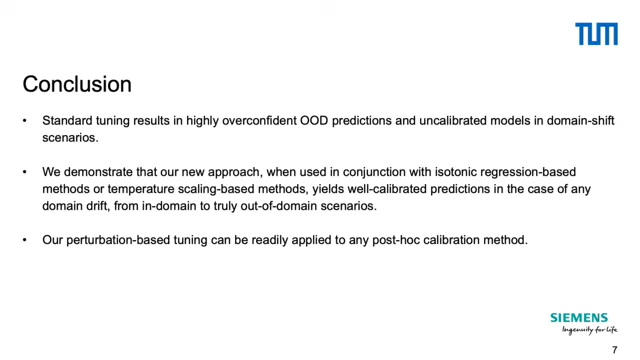 TUM
Conclusion
• Standard tuning results in highly overconfident OOD predictions and uncalibrated models in domain-shift
scenarios.
• We demonstrate that our new approach, when used in conjunction with isotonic regression-based
methods or temperature scaling-based methods, yields well-calibrated predictions in the case of any
domain drift, from in-domain to truly out-of-domain scenarios.
• Our perturbation-based tuning can be readily applied to any post-hoc calibration method.
SIEMENS
Ingenuity for life
7